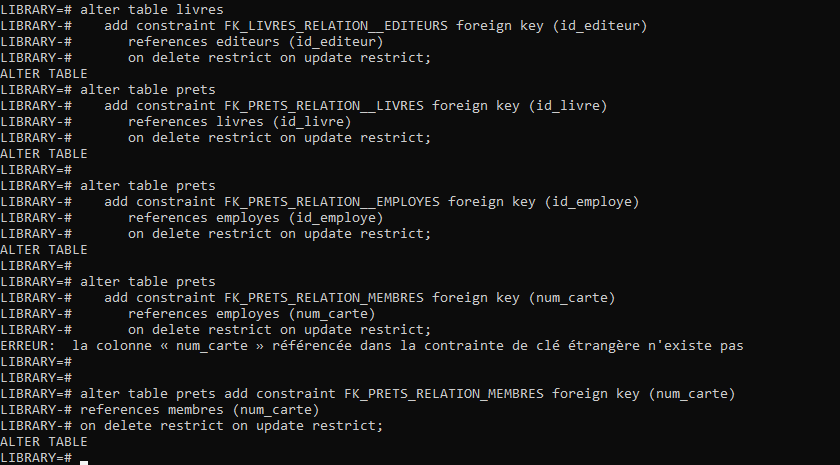 LIBRARY=# alter table livres
LIBRARY-#    add constraint FK_LIVRES_RELATION__EDITEURS foreign key (id_editeur)
LIBRARY-#       references editeurs (id_editeur)
LIBRARY-#       on delete restrict on update restrict;
ALTER TABLE
LIBRARY=# alter table prets
LIBRARY-#    add constraint FK_PRETS_RELATION__LIVRES foreign key (id_livre)
LIBRARY-#       references livres (id_livre)
LIBRARY-#       on delete restrict on update restrict;
ALTER TABLE
LIBRARY=#
LIBRARY=# alter table prets
LIBRARY-#    add constraint FK_PRETS_RELATION__EMPLOYES foreign key (id_employe)
LIBRARY-#       references employes (id_employe)
LIBRARY-#       on delete restrict on update restrict;
ALTER TABLE
LIBRARY=#
LIBRARY=# alter table prets
LIBRARY-#    add constraint FK_PRETS_RELATION_MEMBRES foreign key (num_carte)
LIBRARY-#       references employes (num_carte)
LIBRARY-#       on delete restrict on update restrict;
ERREUR:  la colonne « num_carte » référencée dans la contrainte de clé étrangère n'existe pas
LIBRARY=#
LIBRARY=#
LIBRARY=# alter table prets add constraint FK_PRETS_RELATION_MEMBRES foreign key (num_carte)
LIBRARY-# references membres (num_carte)
LIBRARY-# on delete restrict on update restrict;
ALTER TABLE
LIBRARY=#